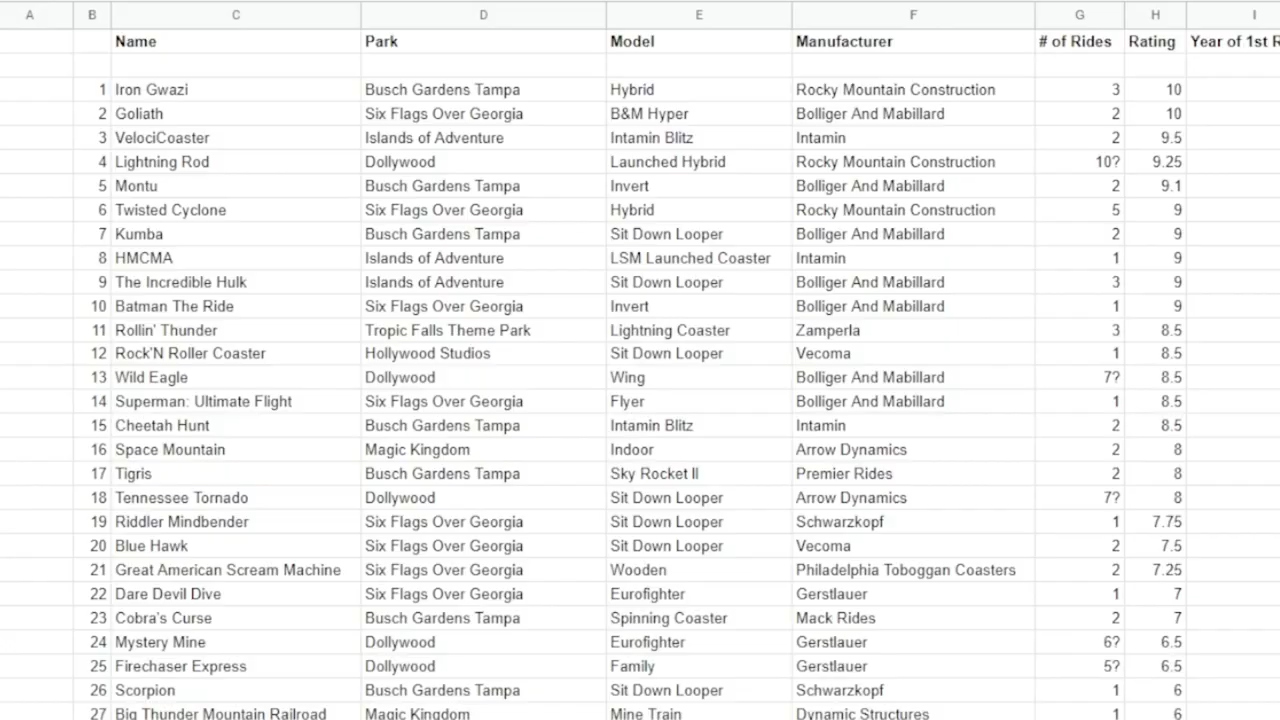 A B C D E F G H I
Name Park Model Manufacturer # of Rides Rating Year of 1st R
1 Iron Gwazi Busch Gardens Tampa Hybrid Rocky Mountain Construction 3 10
2 Goliath Six Flags Over Georgia B&M Hyper Bolliger And Mabillard 2 10
3 VelociCoaster Islands of Adventure Intamin Blitz Intamin 2 9.5
4 Lightning Rod Dollywood Launched Hybrid Rocky Mountain Construction 10? 9.25
5 Montu Busch Gardens Tampa Invert Bolliger And Mabillard 2 9.1
6 Twisted Cyclone Six Flags Over Georgia Hybrid Rocky Mountain Construction 5 9
7 Kumba Busch Gardens Tampa Sit Down Looper Bolliger And Mabillard 2 9
8 HMCMA Islands of Adventure LSM Launched Coaster Intamin 1 9
9 The Incredible Hulk Islands of Adventure Sit Down Looper Bolliger And Mabillard 3 9
10 Batman The Ride Six Flags Over Georgia Invert Bolliger And Mabillard 1 9
11 Rollin' Thunder Tropic Falls Theme Park Lightning Coaster Zamperla 3 8.5
12 Rock'N Roller Coaster Hollywood Studios Sit Down Looper Vecoma 1 8.5
13 Wild Eagle Dollywood Wing Bolliger And Mabillard 7? 8.5
14 Superman: Ultimate Flight Six Flags Over Georgia Flyer Bolliger And Mabillard 1 8.5
15 Cheetah Hunt Busch Gardens Tampa Intamin Blitz Intamin 2 8.5
16 Space Mountain Magic Kingdom Indoor Arrow Dynamics 2 8
17 Tigris Busch Gardens Tampa Sky Rocket II Premier Rides 2 8
18 Tennessee Tornado Dollywood Sit Down Looper Arrow Dynamics 7? 8
19 Riddler Mindbender Six Flags Over Georgia Sit Down Looper Schwarzkopf 1 7.75
20 Blue Hawk Six Flags Over Georgia Sit Down Looper Vecoma 2 7.5
21 Great American Scream Machine Six Flags Over Georgia Wooden Philadelphia Toboggan Coasters 2 7.25
22 Dare Devil Dive Six Flags Over Georgia Eurofighter Gerstlauer 1 7
23 Cobra's Curse Busch Gardens Tampa Spinning Coaster Mack Rides 2 7
24 Mystery Mine Dollywood Eurofighter Gerstlauer 6? 6.5
25 Firechaser Express Dollywood Family Gerstlauer 5? 6.5
26 Scorpion Busch Gardens Tampa Sit Down Looper Schwarzkopf 1 6
27 Big Thunder Mountain Railroad Magic Kingdom Mine Train Dynamic Structures 1 6